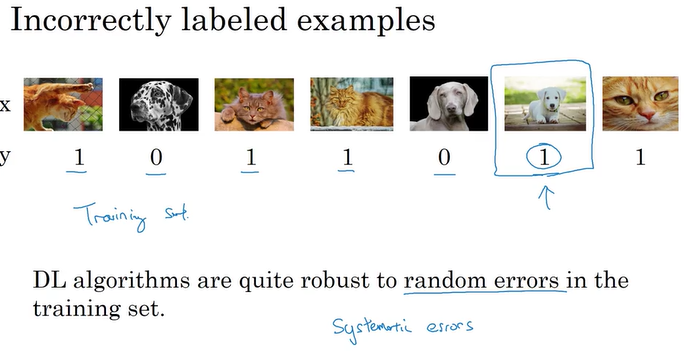 Incorrectly labeled examples
x
y 1 0 1 1 0 1 1
Training set.
DL algorithms are quite robust to random errors in the
training set.
Systematic errors